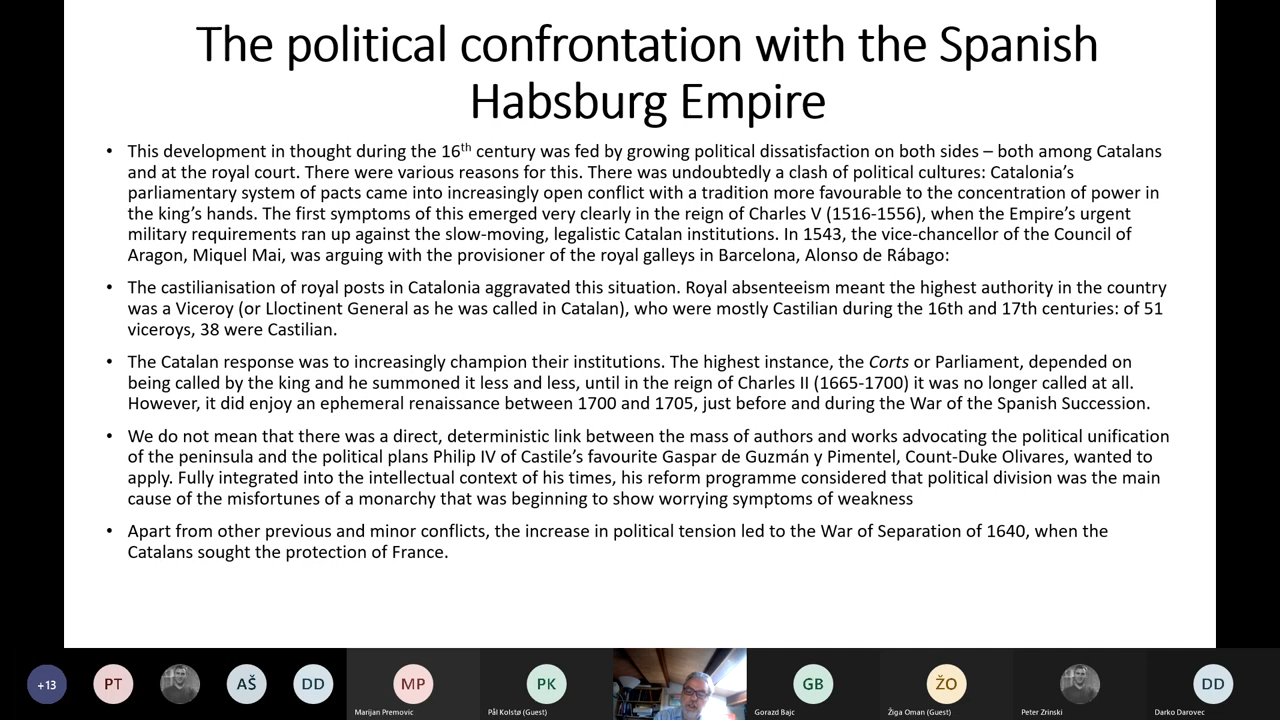 The political confrontation with the Spanish
Habsburg Empire
• This development in thought during the 16th century was fed by growing political dissatisfaction on both sides – both among Catalans
and at the royal court. There were various reasons for this. There was undoubtedly a clash of political cultures: Catalonia's
parliamentary system of pacts came into increasingly open conflict with a tradition more favourable to the concentration of power in
the king's hands. The first symptoms of this emerged very clearly in the reign of Charles V (1516-1556), when the Empire's urgent
military requirements ran up against the slow-moving, legalistic Catalan institutions. In 1543, the vice-chancellor of the Council of
Aragon, Miquel Mai, was arguing with the provisioner of the royal galleys in Barcelona, Alonso de Rábago:
• The castilianisation of royal posts in Catalonia aggravated this situation. Royal absenteeism meant the highest authority in the country
was a Viceroy (or Lloctinent General as he was called in Catalan), who were mostly Castilian during the 16th and 17th centuries: of 51
viceroys, 38 were Castilian.
• The Catalan response was to increasingly champion their institutions. The highest instance, the Corts or Parliament, depended on
being called by the king and he summoned it less and less, until in the reign of Charles II (1665-1700) it was no longer called at all.
However, it did enjoy an ephemeral renaissance between 1700 and 1705, just before and during the War of the Spanish Succession.
• We do not mean that there was a direct, deterministic link between the mass of authors and works advocating the political unification
of the peninsula and the political plans Philip IV of Castile's favourite Gaspar de Guzmán y Pimentel, Count-Duke Olivares, wanted to
apply. Fully integrated into the intellectual context of his times, his reform programme considered that political division was the main
cause of the misfortunes of a monarchy that was beginning to show worrying symptoms of weakness
• Apart from other previous and minor conflicts, the increase in political tension led to the War of Separation of 1640, when the
Catalans sought the protection of France.
+13 PT AŠ DD MP PK GB ŽO DD
Marijan Premovic Pål Kolstø (Guest) Gorazd Bajc Žiga Oman (Guest) Peter Zrinski Darko Darovec